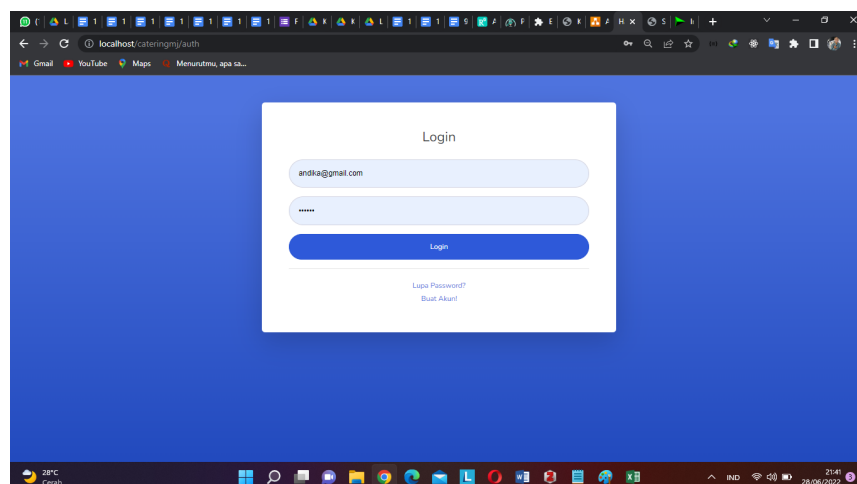 localhost/cateringmj/auth
Gmail YouTube Maps Menurutmu, apa sa...
Login
andika@gmail.com
••••••
Login
Lupa Password?
Buat Akun!
28°C
Cerah
IND
21:41
28/06/2022
3